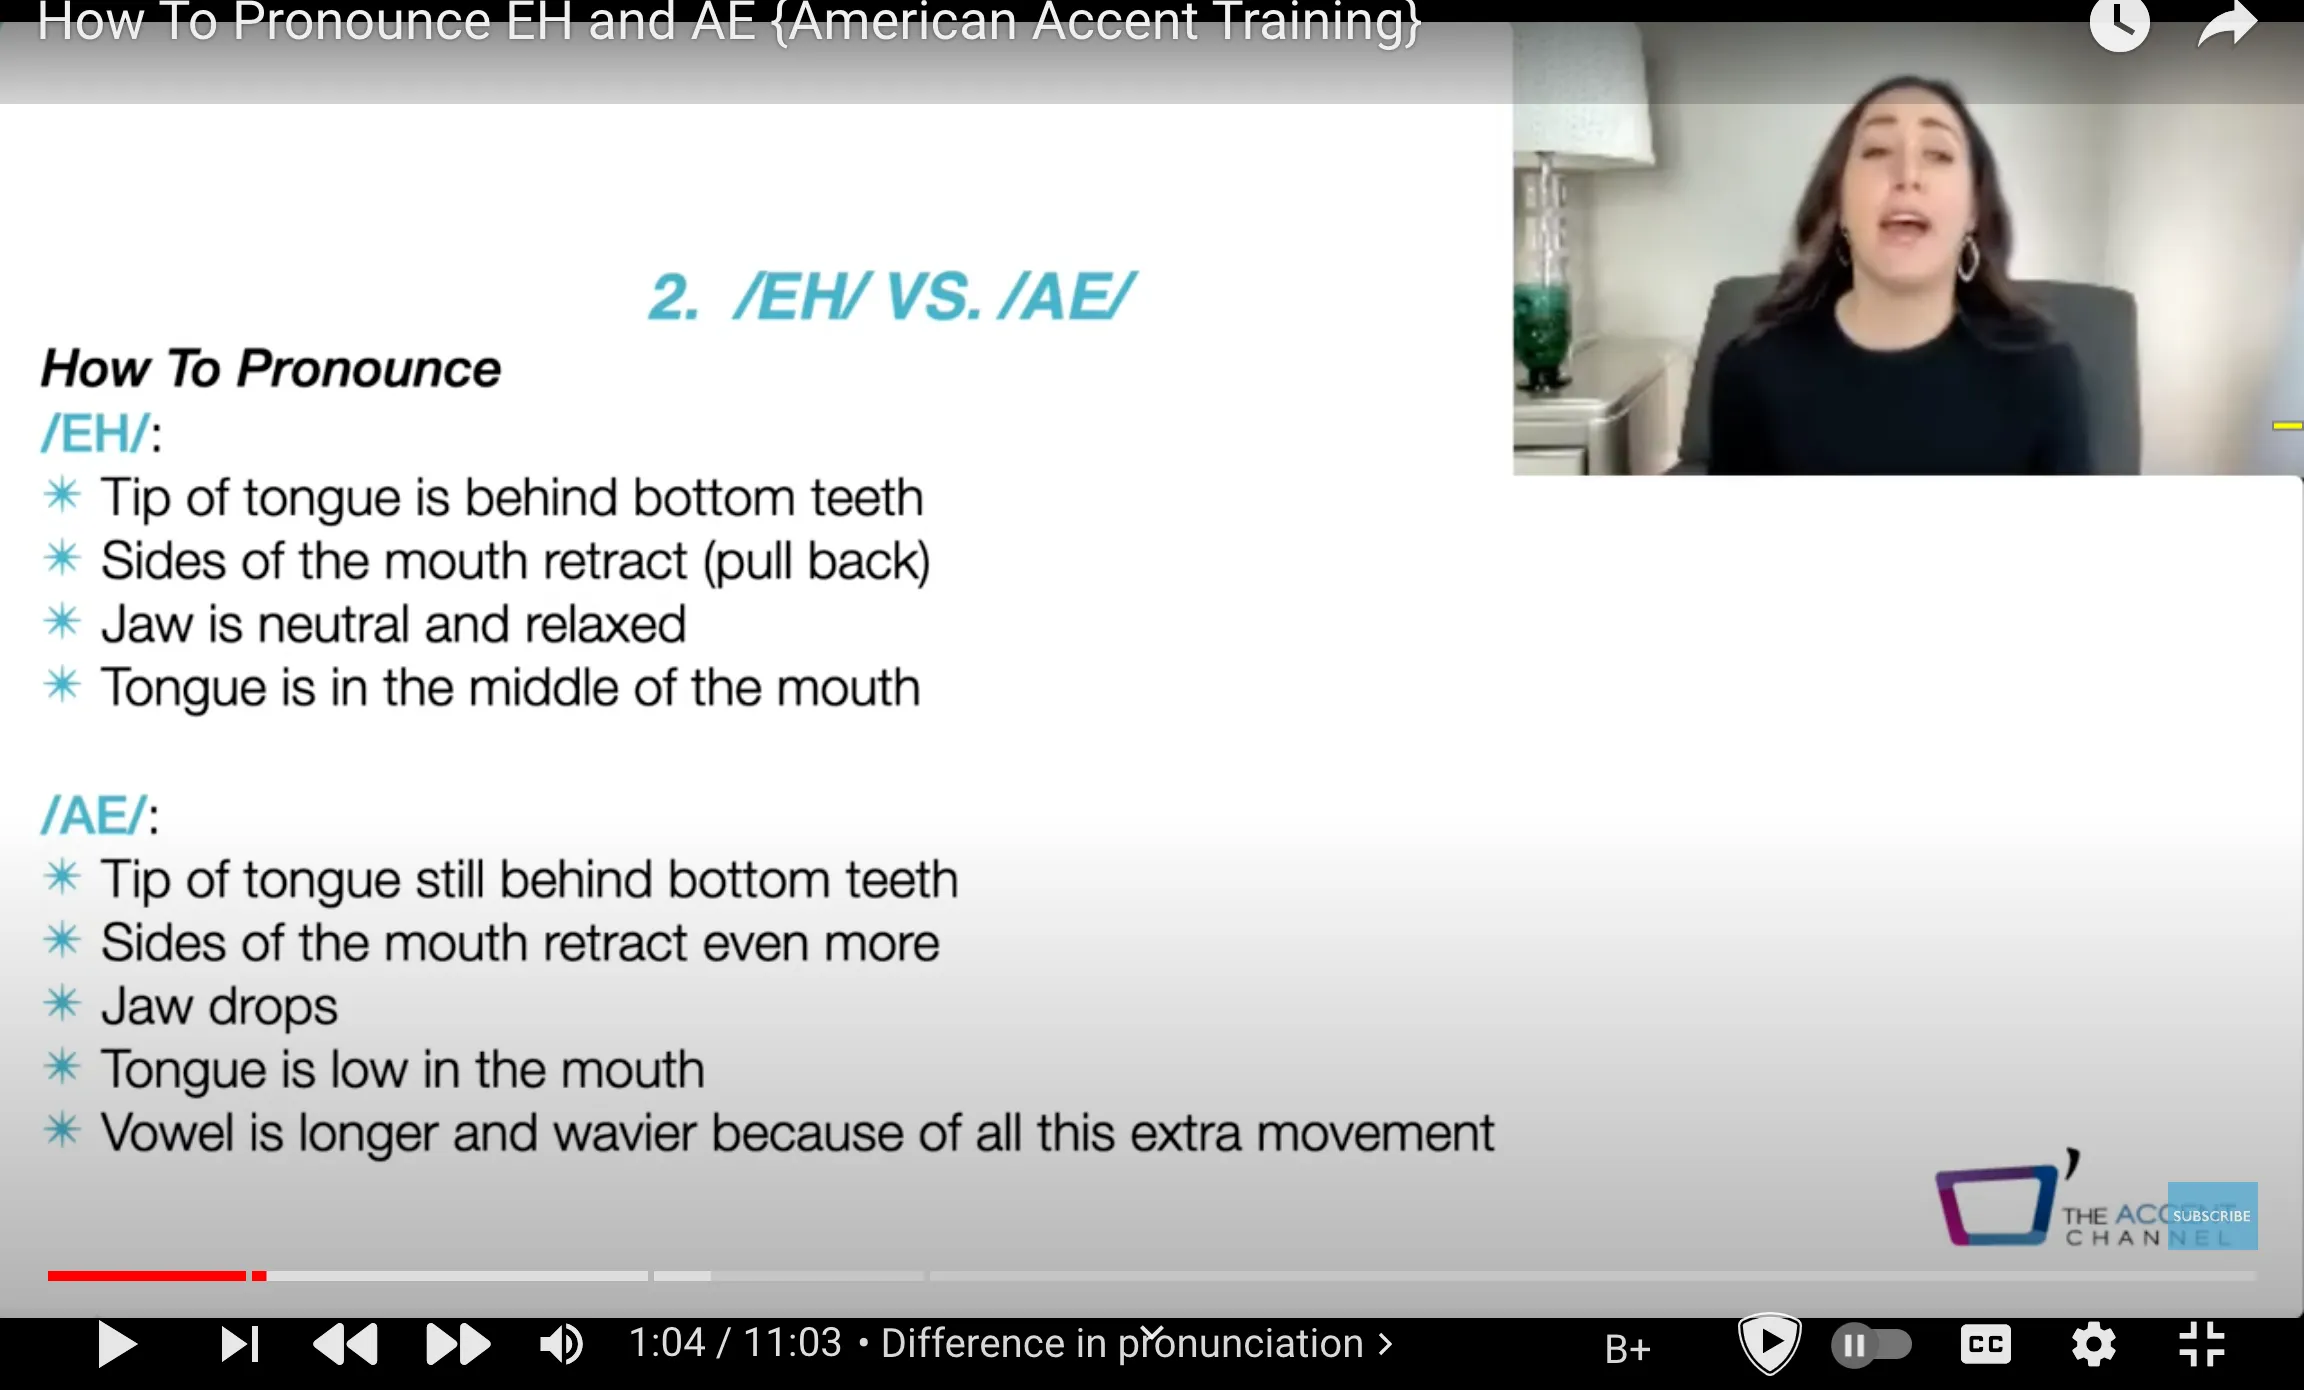 How To Pronounce EH and AE {American Accent Training}
2. /EH/ VS. /AE/
How To Pronounce
/EH/:
Tip of tongue is behind bottom teeth
Sides of the mouth retract (pull back)
Jaw is neutral and relaxed
Tongue is in the middle of the mouth
/AE/:
Tip of tongue still behind bottom teeth
Sides of the mouth retract even more
Jaw drops
Tongue is low in the mouth
Vowel is longer and wavier because of all this extra movement
THE ACCENT
CHANNEL
SUBSCRIBE
1:04 / 11:03 • Difference in pronunciation >
B+
CC